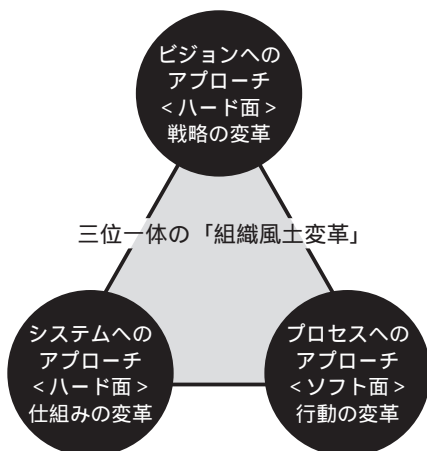 ビジョンへの
アプローチ
<ハード面>
戦略の変革
三位一体の「組織風土変革」
システムへの
アプローチ
<ハード面>
仕組みの変革
プロセスへの
アプローチ
<ソフト面>
行動の変革